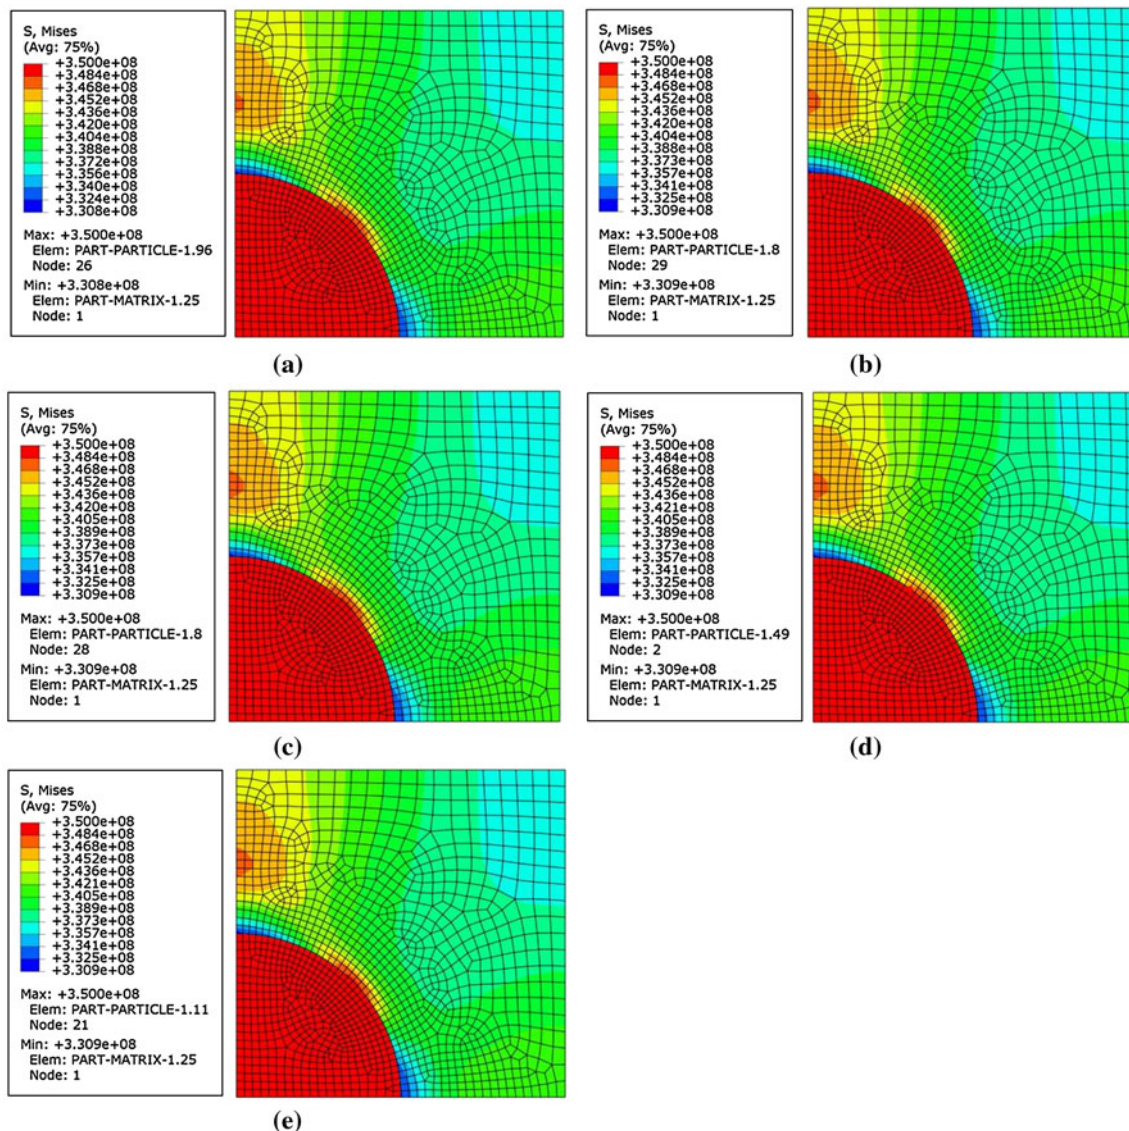 S, Mises
(Avg: 75%)
+3.500e+08
+3.484e+08
+3.468e+08
+3.452e+08
+3.436e+08
+3.420e+08
+3.404e+08
+3.388e+08
+3.372e+08
+3.356e+08
+3.340e+08
+3.324e+08
+3.308e+08
Max: +3.500e+08
Elem: PART-PARTICLE-1.96
Node: 26
Min: +3.308e+08
Elem: PART-MATRIX-1.25
Node: 1
(a)
S, Mises
(Avg: 75%)
+3.500e+08
+3.484e+08
+3.468e+08
+3.452e+08
+3.436e+08
+3.420e+08
+3.404e+08
+3.388e+08
+3.373e+08
+3.357e+08
+3.341e+08
+3.325e+08
+3.309e+08
Max: +3.500e+08
Elem: PART-PARTICLE-1.8
Node: 29
Min: +3.309e+08
Elem: PART-MATRIX-1.25
Node: 1
(b)
S, Mises
(Avg: 75%)
+3.500e+08
+3.484e+08
+3.468e+08
+3.452e+08
+3.436e+08
+3.420e+08
+3.405e+08
+3.389e+08
+3.373e+08
+3.357e+08
+3.341e+08
+3.325e+08
+3.309e+08
Max: +3.500e+08
Elem: PART-PARTICLE-1.8
Node: 28
Min: +3.309e+08
Elem: PART-MATRIX-1.25
Node: 1
(c)
S, Mises
(Avg: 75%)
+3.500e+08
+3.484e+08
+3.468e+08
+3.452e+08
+3.436e+08
+3.421e+08
+3.405e+08
+3.389e+08
+3.373e+08
+3.357e+08
+3.341e+08
+3.325e+08
+3.309e+08
Max: +3.500e+08
Elem: PART-PARTICLE-1.49
Node: 2
Min: +3.309e+08
Elem: PART-MATRIX-1.25
Node: 1
(d)
S, Mises
(Avg: 75%)
+3.500e+08
+3.484e+08
+3.468e+08
+3.452e+08
+3.436e+08
+3.421e+08
+3.405e+08
+3.389e+08
+3.373e+08
+3.357e+08
+3.341e+08
+3.325e+08
+3.309e+08
Max: +3.500e+08
Elem: PART-PARTICLE-1.11
Node: 21
Min: +3.309e+08
Elem: PART-MATRIX-1.25
Node: 1
(e)